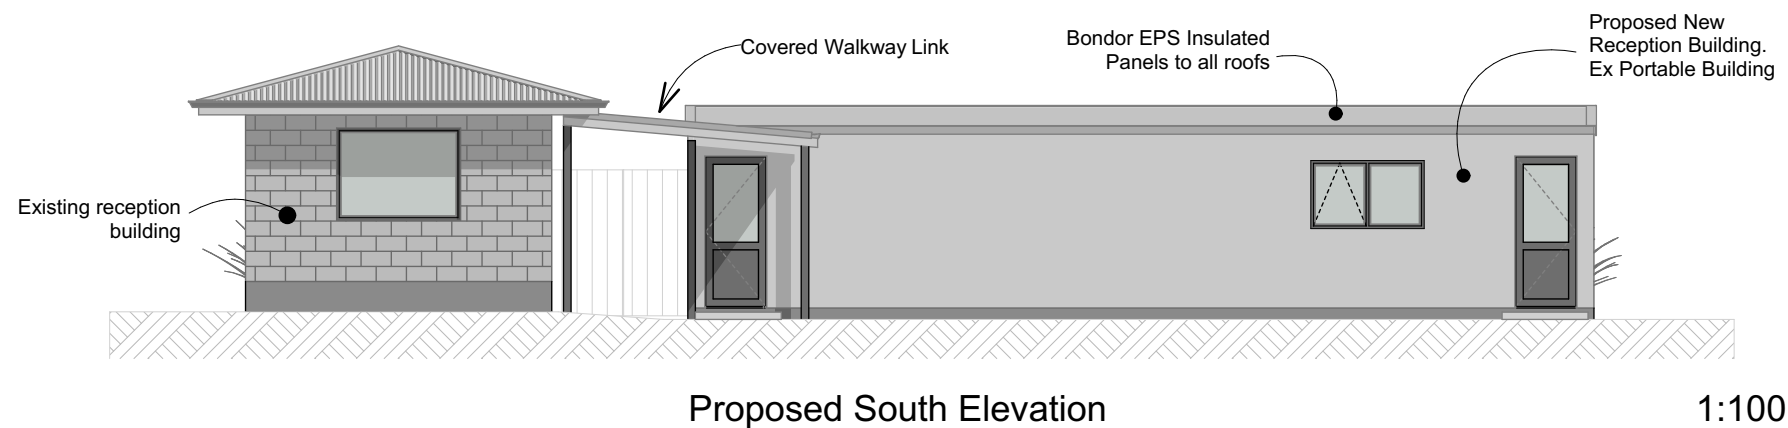 Existing reception
building
Covered Walkway Link
Bondor EPS Insulated
Panels to all roofs
Proposed New
Reception Building.
Ex Portable Building
Proposed South Elevation
1:100